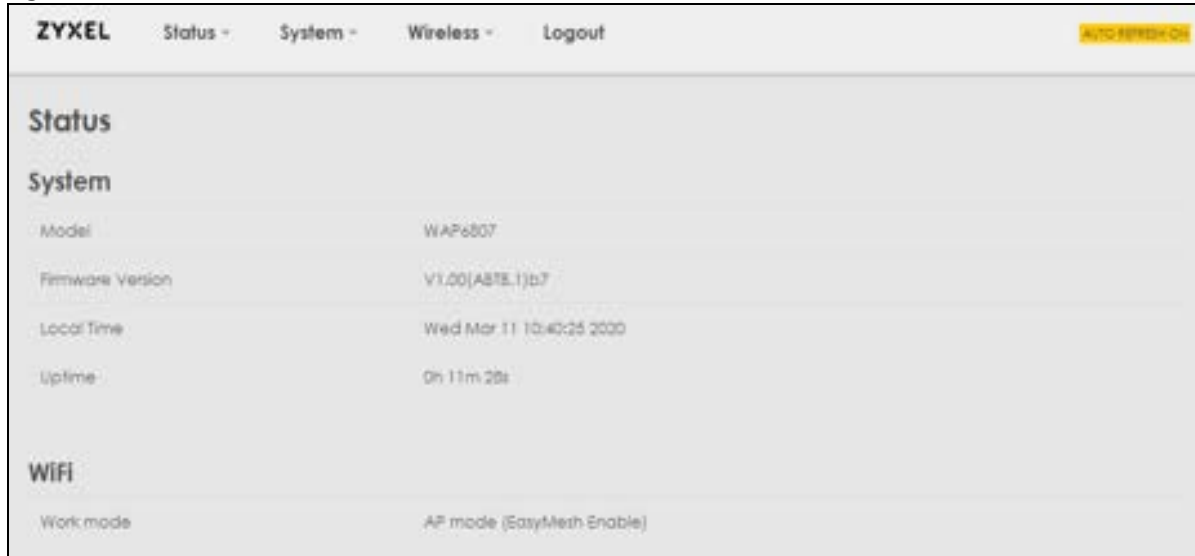 ZYXEL Status System Wireless Logout AUTO REFRESH ON
Status
System
Model WAP6807
Firmware Version V1.00(ABTB.1)b7
Local Time Wed Mar 11 10:40:25 2020
Uptime 0h 11m 28s
WiFi
Work mode AP mode (EasyMesh Enable)